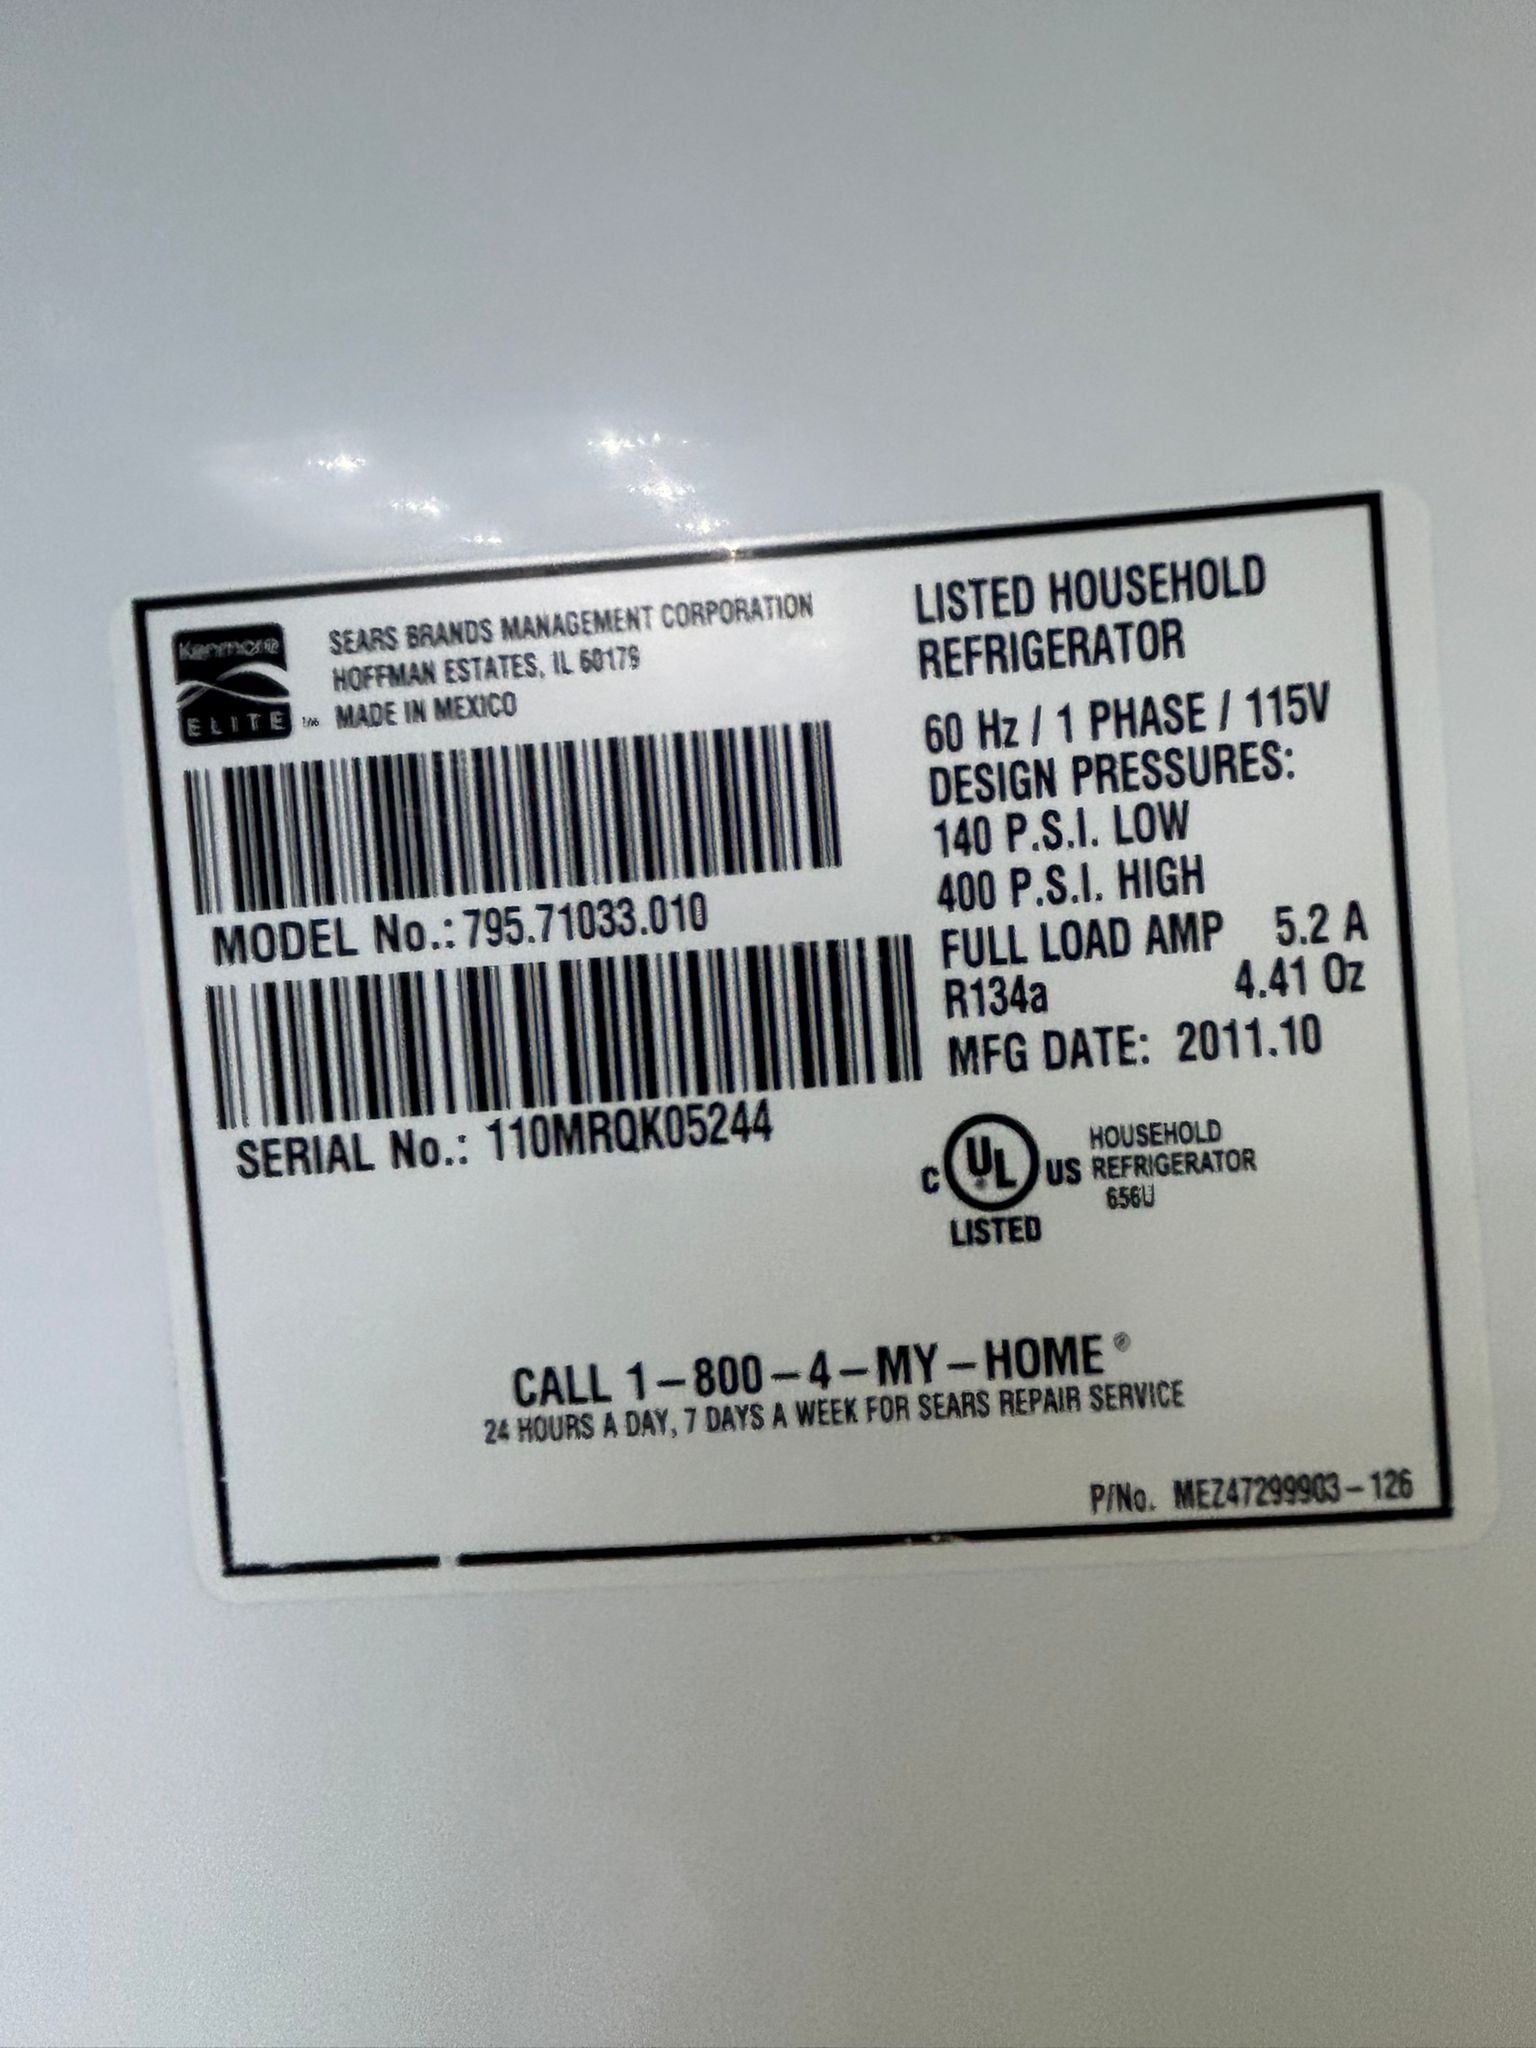 Kenmore
ELITE ™
SEARS BRANDS MANAGEMENT CORPORATION
HOFFMAN ESTATES, IL 60179
MADE IN MEXICO
MODEL No.: 795.71033.010
SERIAL No.: 110MRQK05244
LISTED HOUSEHOLD
REFRIGERATOR
60 Hz / 1 PHASE / 115V
DESIGN PRESSURES:
140 P.S.I. LOW
400 P.S.I. HIGH
FULL LOAD AMP 5.2 A
R134a 4.41 Oz
MFG DATE: 2011.10
C UL US
LISTED
HOUSEHOLD
REFRIGERATOR
656U
CALL 1-800-4-MY-HOME®
24 HOURS A DAY, 7 DAYS A WEEK FOR SEARS REPAIR SERVICE
P/No. MEZ47299903-126